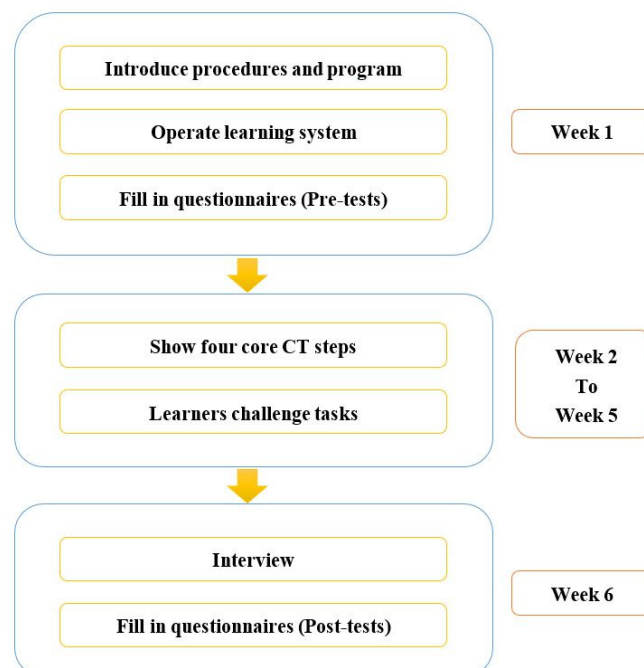 Introduce procedures and program
Operate learning system
Week 1
Fill in questionnaires (Pre-tests)
Show four core CT steps
Learners challenge tasks
Week 2
To
Week 5
Interview
Fill in questionnaires (Post-tests)
Week 6